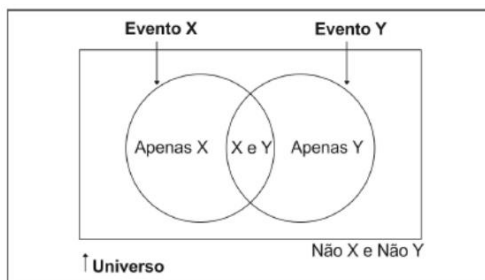 Evento X
Evento Y
Apenas X
X e Y
Apenas Y
Não X e Não Y
↑ Universo